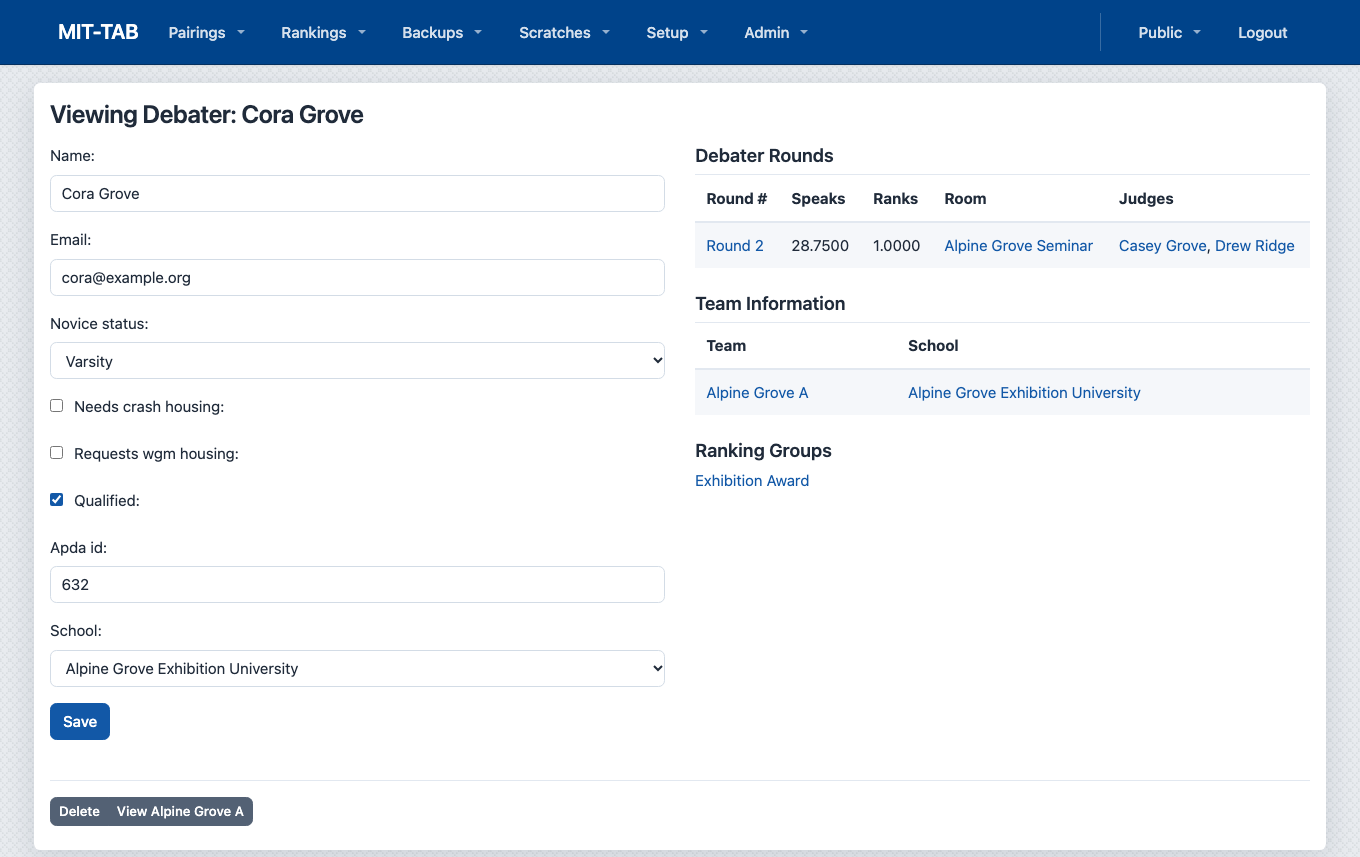 MIT-TAB Pairings Rankings Backups Scratches Setup Admin Public Logout
Viewing Debater: Cora Grove
Name:
Cora Grove
Email:
cora@example.org
Novice status:
Varsity
Needs crash housing:
Requests wgm housing:
Qualified:
Apda id:
632
School:
Alpine Grove Exhibition University
Save
Debater Rounds
Round # Speaks Ranks Room Judges
Round 2 28.7500 1.0000 Alpine Grove Seminar Casey Grove, Drew Ridge
Team Information
Team School
Alpine Grove A Alpine Grove Exhibition University
Ranking Groups
Exhibition Award
Delete View Alpine Grove A